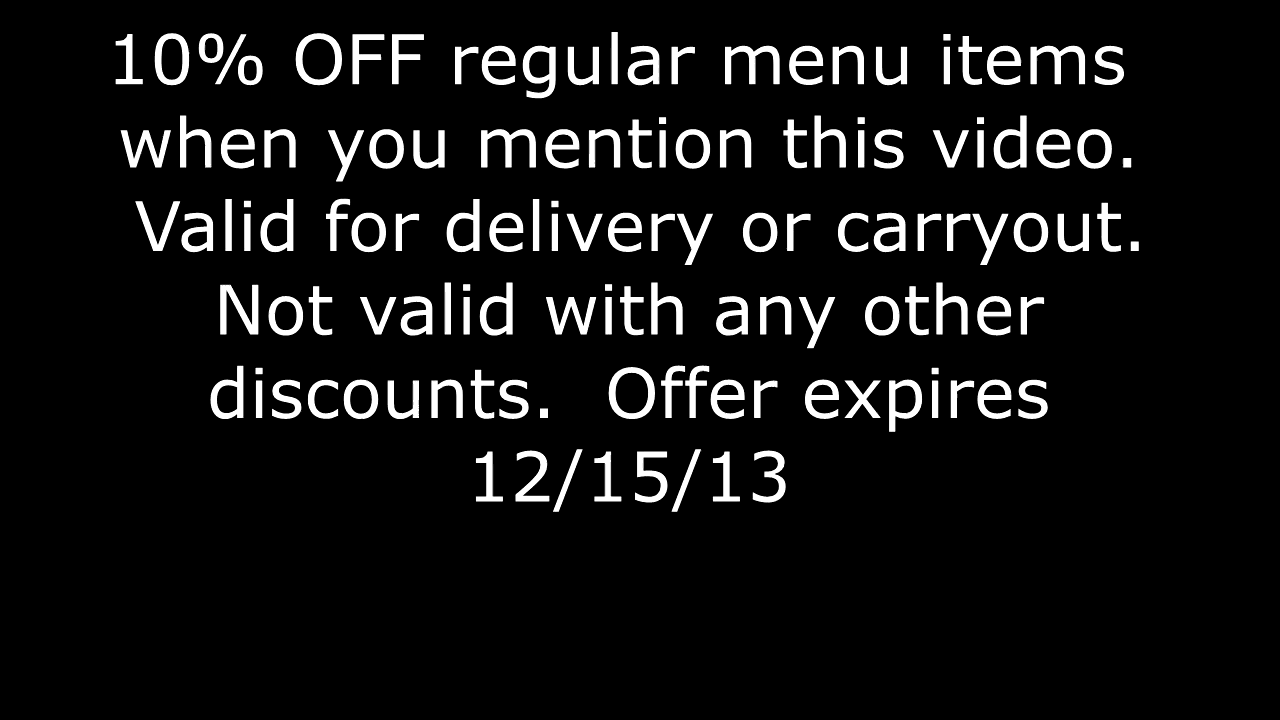 10% OFF regular menu items
when you mention this video.
Valid for delivery or carryout.
Not valid with any other
discounts.  Offer expires
12/15/13